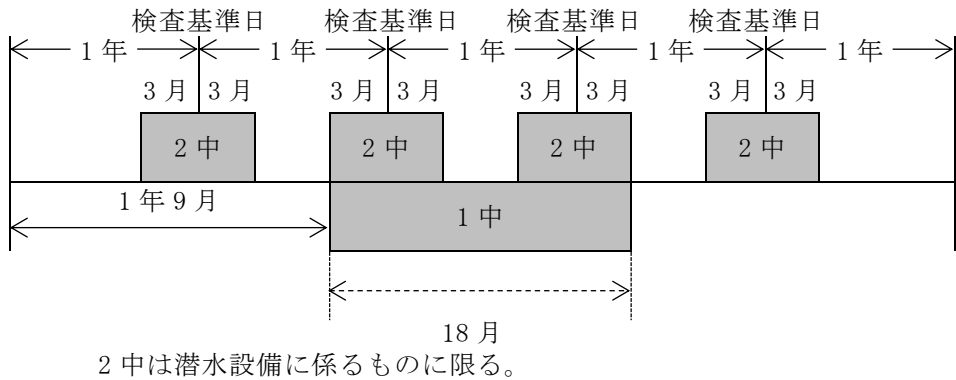 検査基準日 検査基準日 検査基準日 検査基準日
1年 1年 1年 1年 1年
3月 3月 3月 3月 3月 3月 3月 3月
2中 2中 2中 2中
1年9月
1中
18月
2中は潜水設備に係るものに限る。